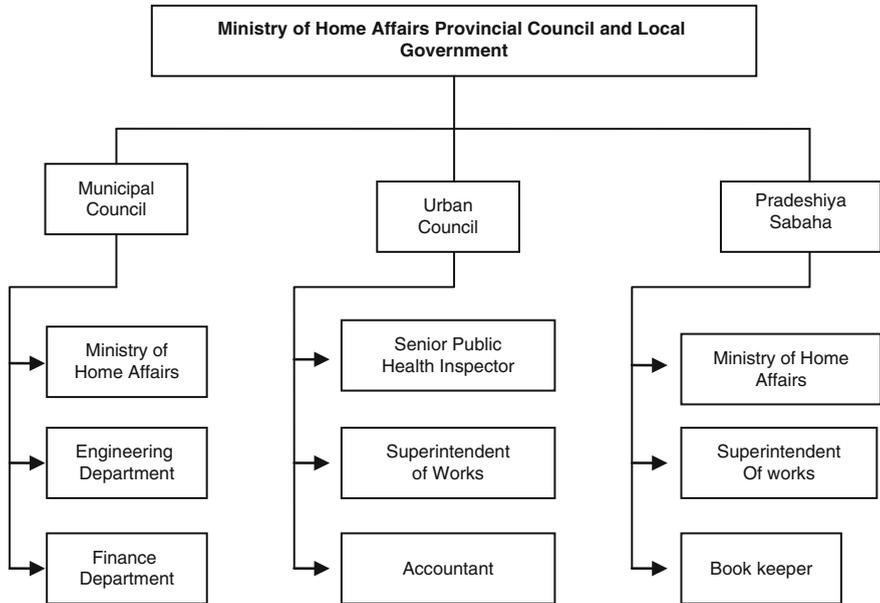 Ministry of Home Affairs Provincial Council and Local
Government
Municipal
Council
Urban
Council
Pradeshiya
Sabaha
Ministry of
Home Affairs
Senior Public
Health Inspector
Ministry of Home
Affairs
Engineering
Department
Superintendent
of Works
Superintendent
Of works
Finance
Department
Accountant
Book keeper